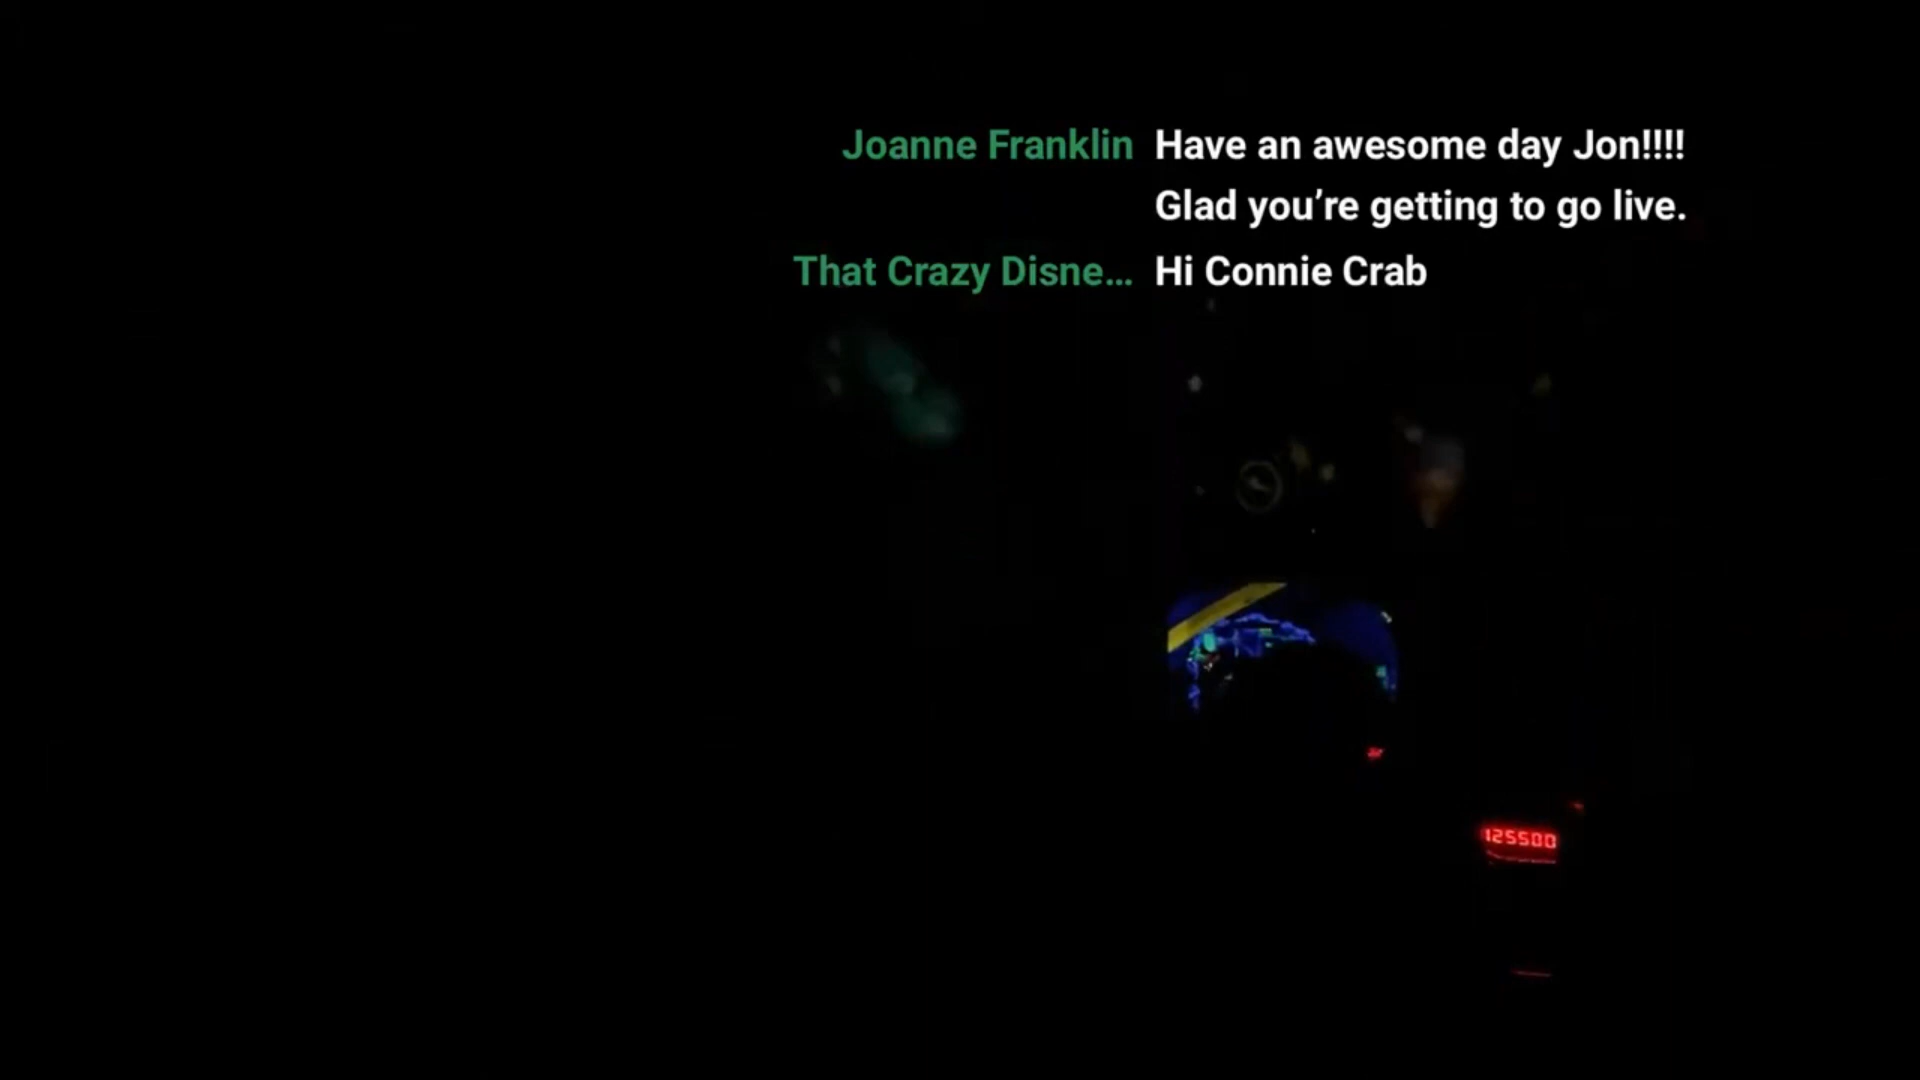 Joanne Franklin Have an awesome day Jon!!!!
Glad you’re getting to go live.
That Crazy Disne… Hi Connie Crab
125500